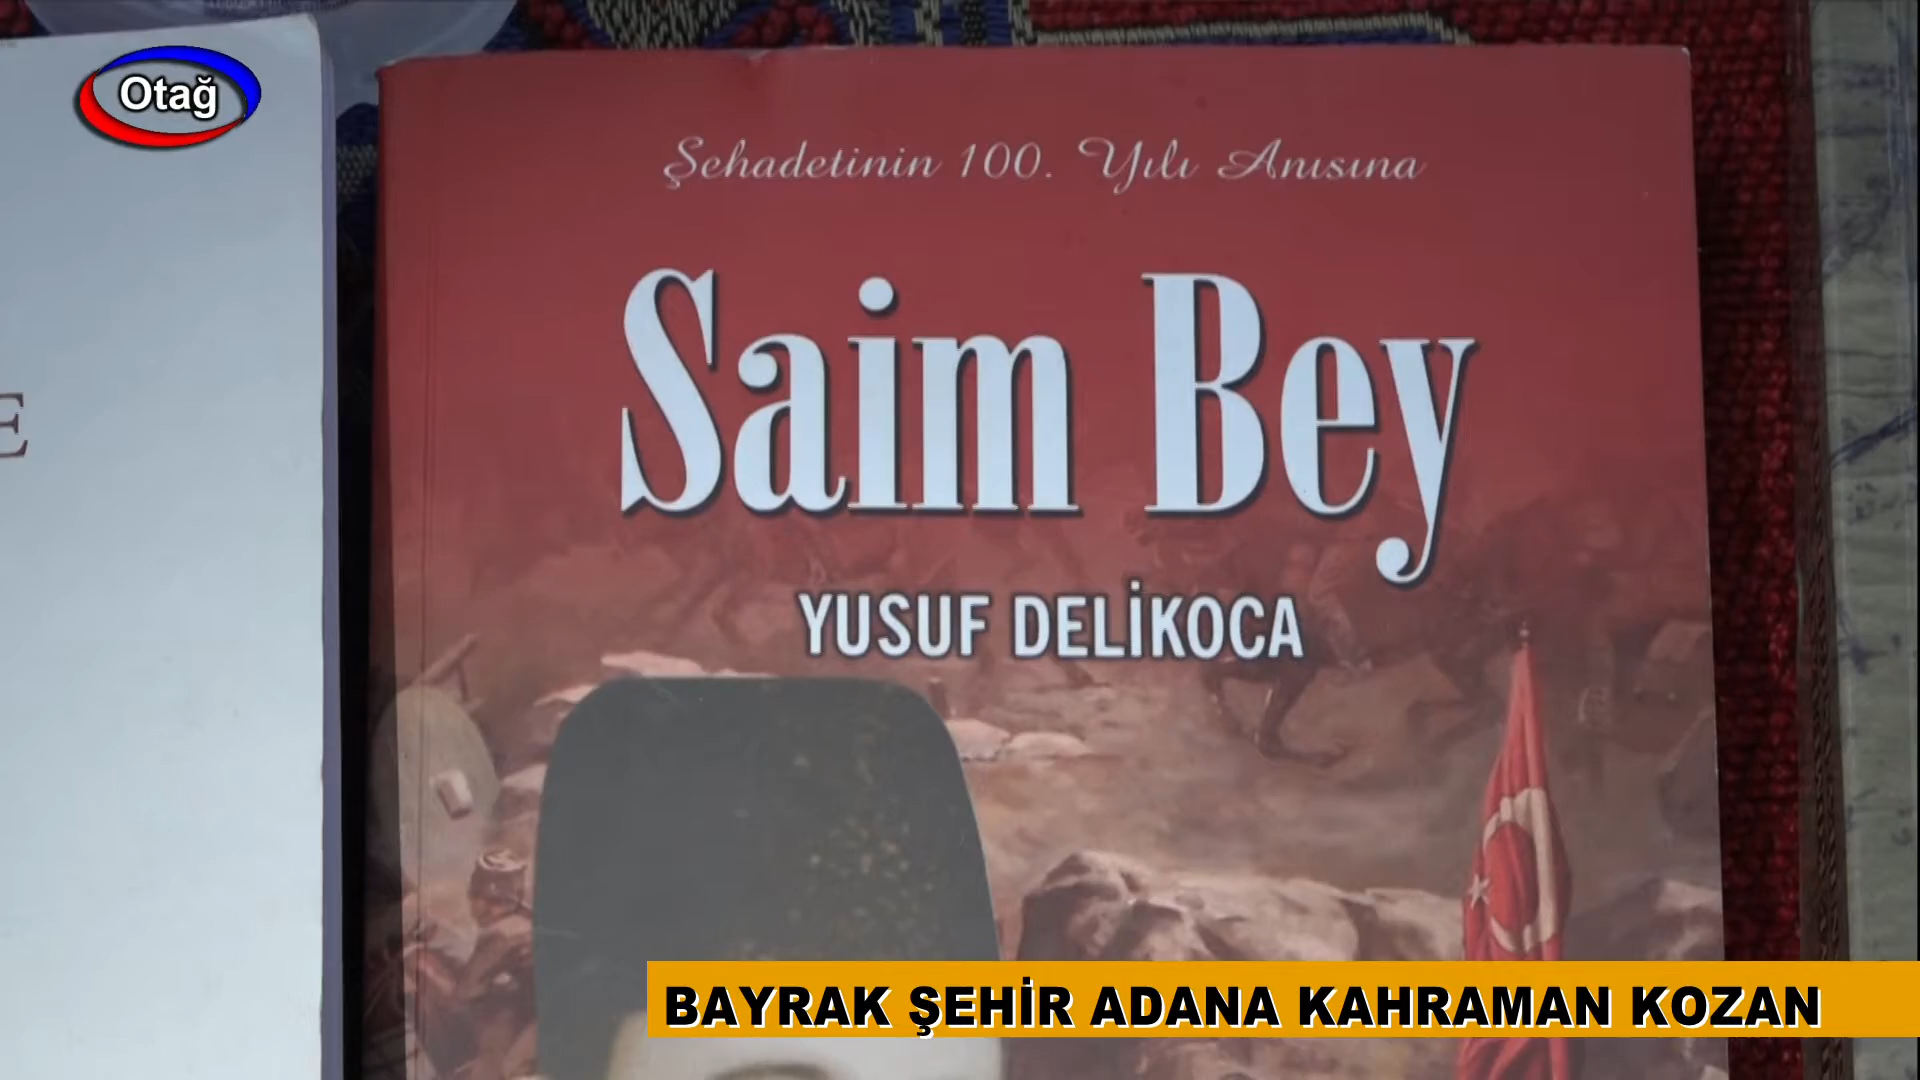 Otağ
Şehadetinin 100. Yılı Anısına
Saim Bey
YUSUF DELİKOCA
E
BAYRAK ŞEHİR ADANA KAHRAMAN KOZAN